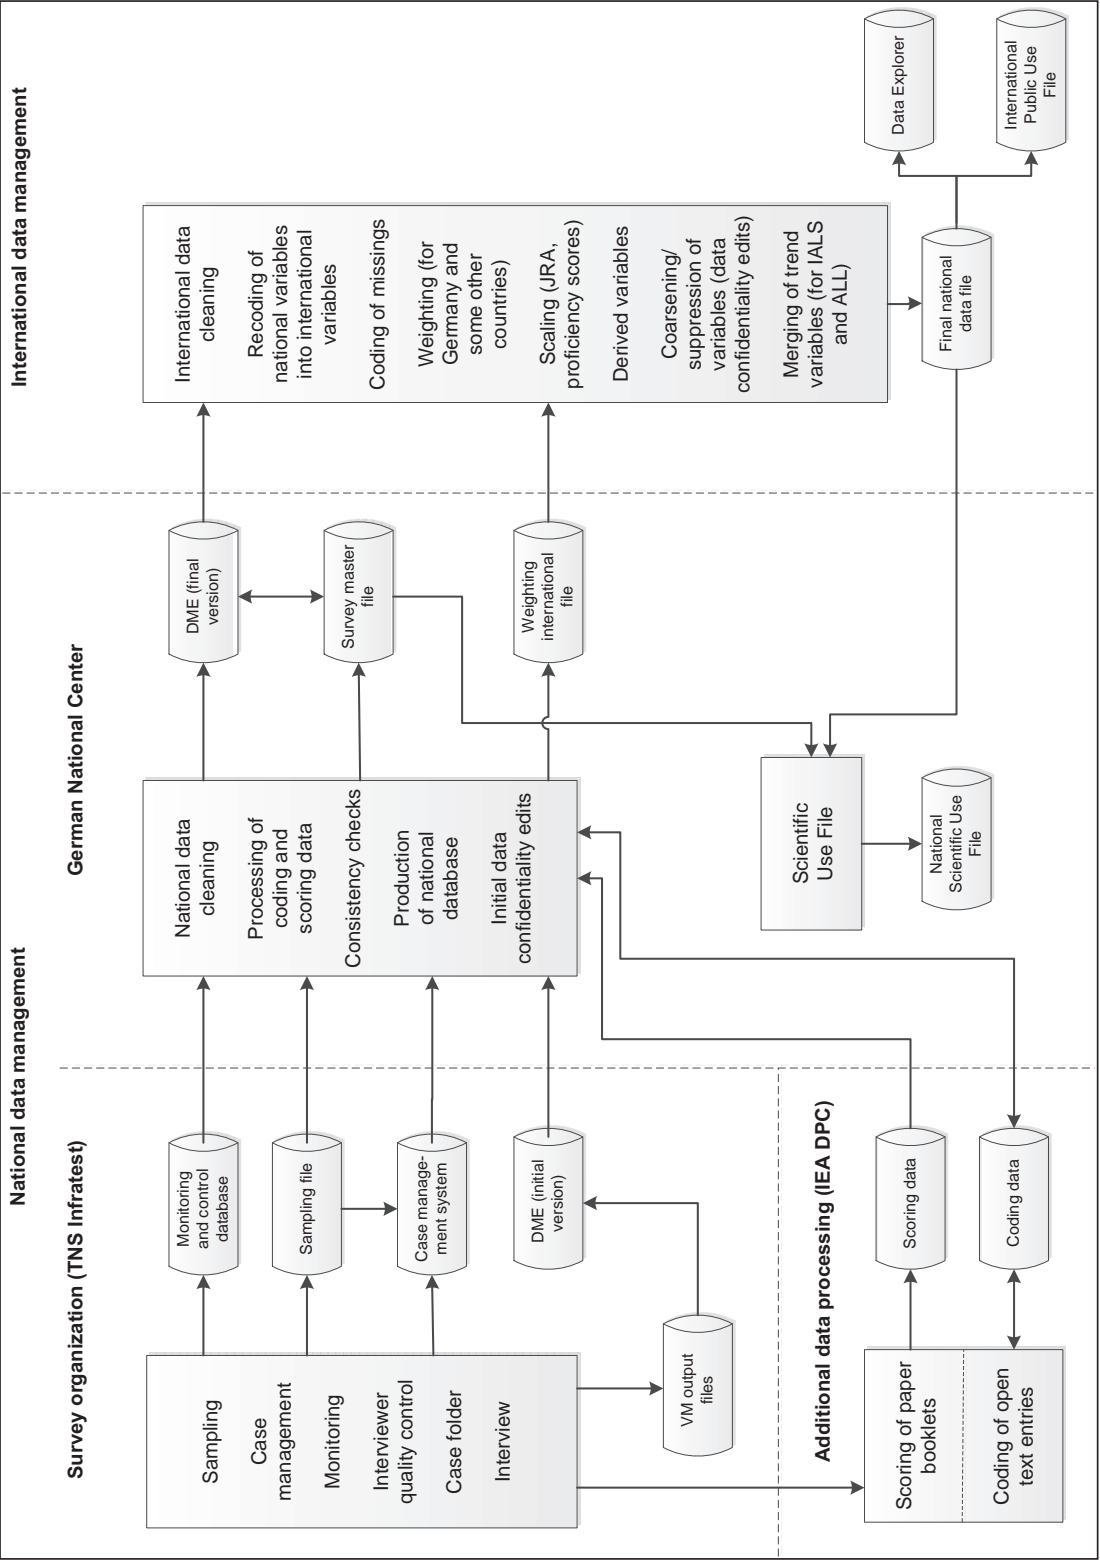 National data management
International data management
Survey organization (TNS Infratest)
German National Center
Sampling
Case
management
Monitoring
Interviewer
quality control
Case folder
Interview
Monitoring
and control
database
Sampling file
Case manage-
ment system
DME (initial
version)
VM output
files
Additional data processing (IEA DPC)
Scoring of paper
booklets
Coding of open
text entries
Scoring data
Coding data
National data
cleaning
Processing of
coding and
scoring data
Consistency checks
Production
of national
database
Initial data
confidentiality edits
DME (final
version)
Survey master
file
Weighting
international
file
Scientific
Use File
National
Scientific Use
File
International data
cleaning
Recoding of
national variables
into international
variables
Coding of missings
Weighting (for
Germany and
some other
countries)
Scaling (JRA,
proficiency scores)
Derived variables
Coarsening/
suppression of
variables (data
confidentiality edits)
Merging of trend
variables (for IALS
and ALL)
Final national
data file
Data Explorer
International
Public Use
File